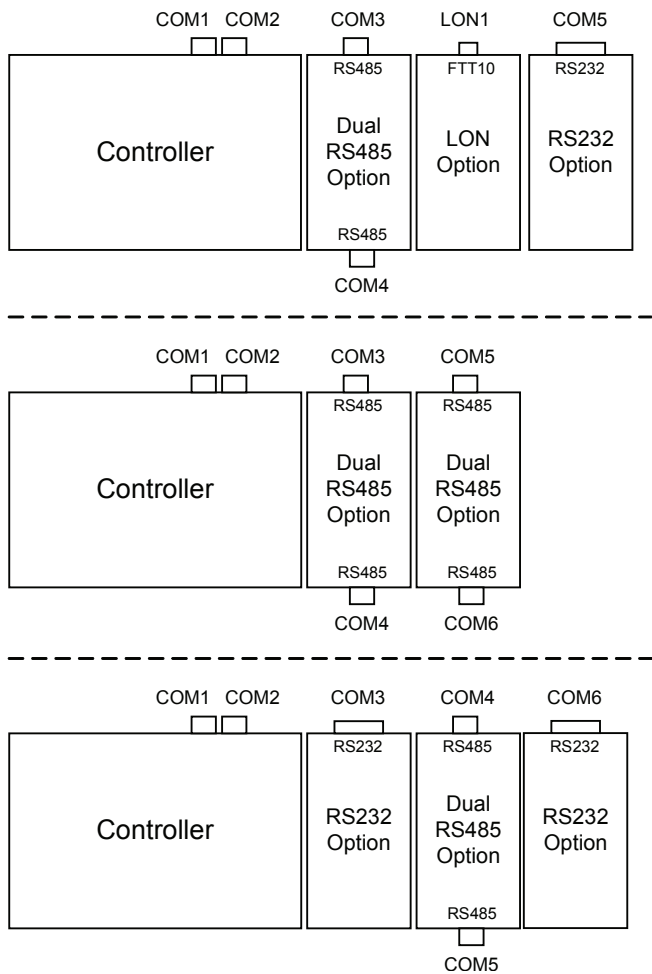 COM1 COM2 COM3 LON1 COM5
RS485 FTT10 RS232
Controller
Dual
RS485
Option
LON
Option
RS232
Option
RS485
COM4
COM1 COM2 COM3 COM5
RS485 RS485
Controller
Dual
RS485
Option
Dual
RS485
Option
RS485 RS485
COM4 COM6
COM1 COM2 COM3 COM4 COM6
RS232 RS485 RS232
Controller
RS232
Option
Dual
RS485
Option
RS232
Option
RS485
COM5